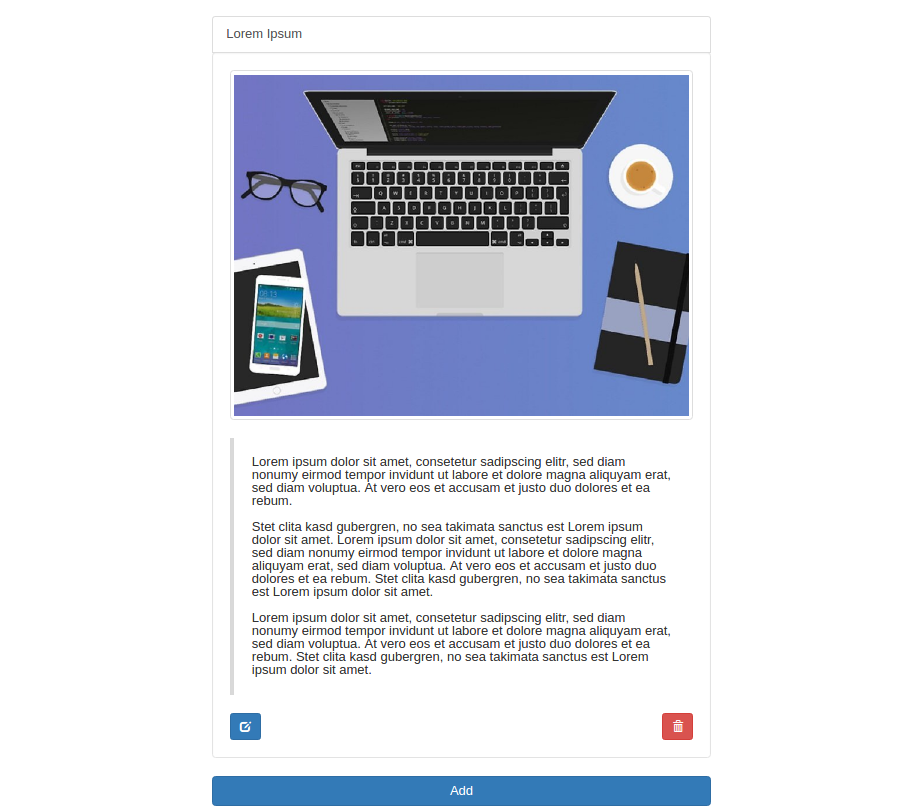 Lorem Ipsum
Lorem ipsum dolor sit amet, consetetur sadipscing elitr, sed diam
nonumy eirmod tempor invidunt ut labore et dolore magna aliquyam erat,
sed diam voluptua. At vero eos et accusam et justo duo dolores et ea
rebum.
Stet clita kasd gubergren, no sea takimata sanctus est Lorem ipsum
dolor sit amet. Lorem ipsum dolor sit amet, consetetur sadipscing elitr,
sed diam nonumy eirmod tempor invidunt ut labore et dolore magna
aliquyam erat, sed diam voluptua. At vero eos et accusam et justo duo
dolores et ea rebum. Stet clita kasd gubergren, no sea takimata sanctus
est Lorem ipsum dolor sit amet.
Lorem ipsum dolor sit amet, consetetur sadipscing elitr, sed diam
nonumy eirmod tempor invidunt ut labore et dolore magna aliquyam erat,
sed diam voluptua. At vero eos et accusam et justo duo dolores et ea
rebum. Stet clita kasd gubergren, no sea takimata sanctus est Lorem
ipsum dolor sit amet.
Add